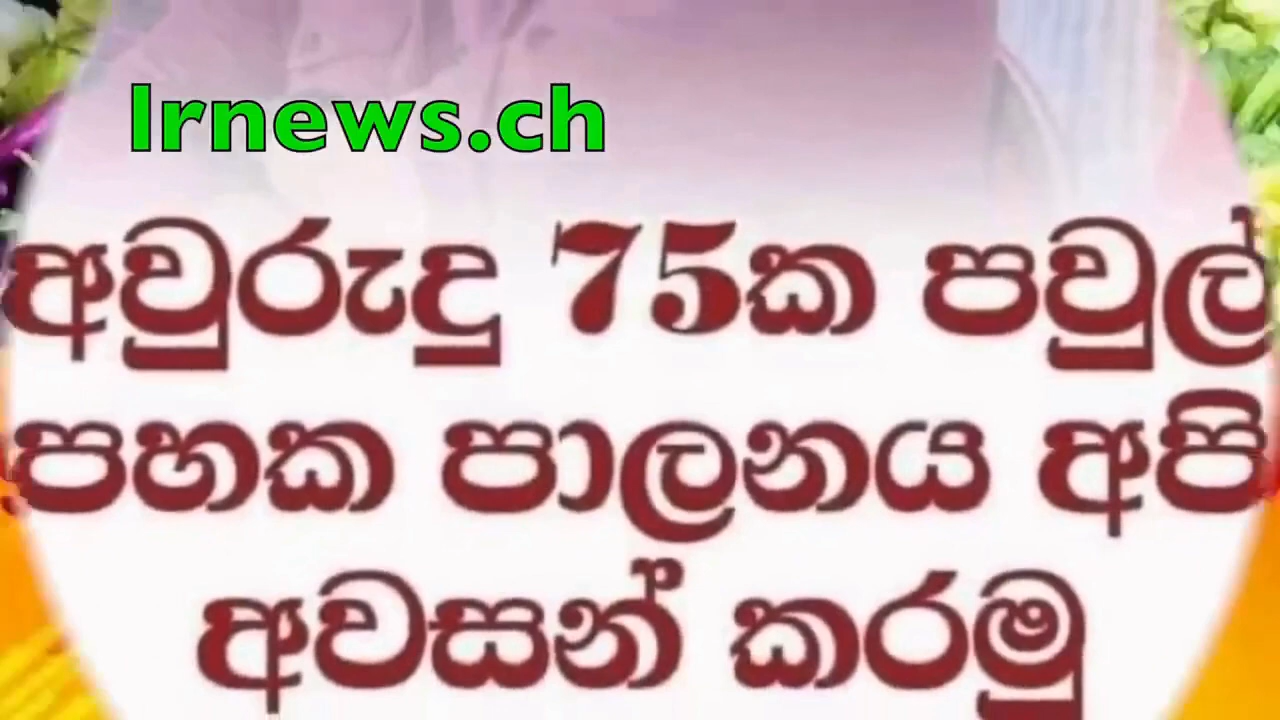 lrnews.ch
අවුරුදු 75ක පවුල්
පහක පාලනය අපි
අවසන් කරමු